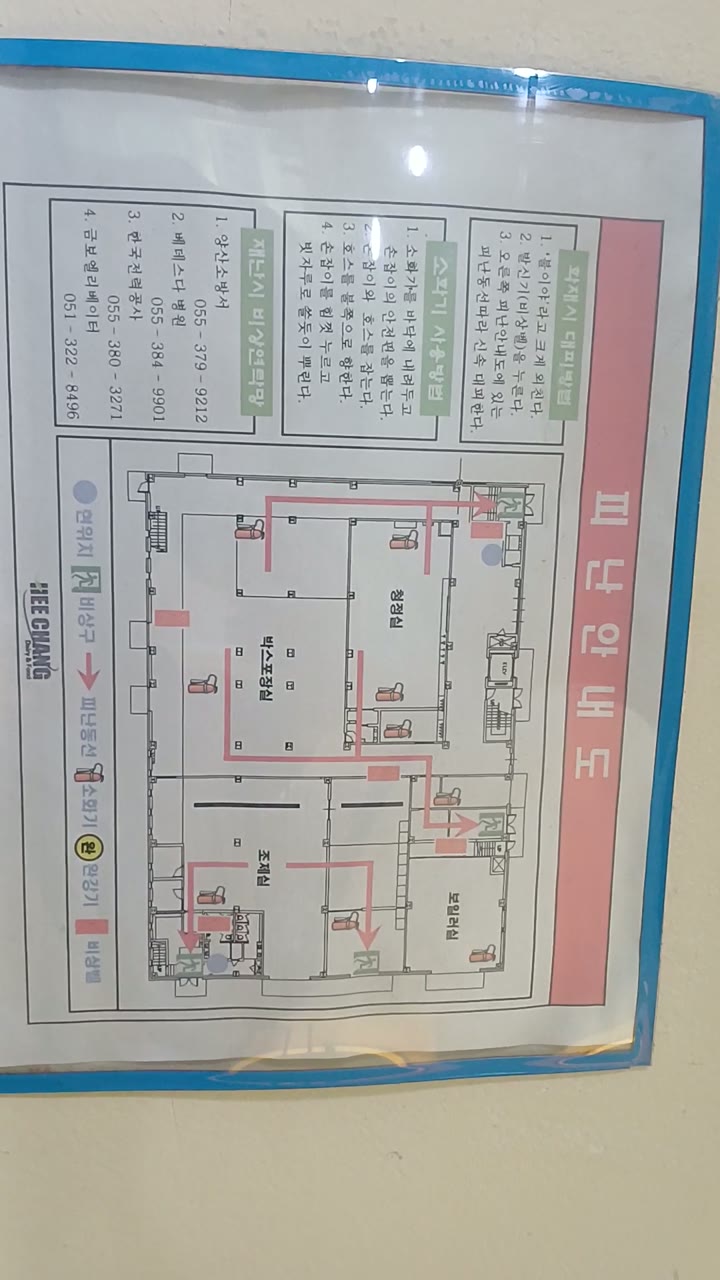 피난안내도
화재시 대피방법
1. '불이야'라고 크게 외친다.
2. 발신기(비상벨)을 누른다.
3. 오른쪽 피난안내도에 있는
피난동선따라 신속 대피한다.
소화기 사용방법
1. 소화기를 바닥에 내려두고
손잡이의 안전핀을 뽑는다.
2. 손잡이와 호스를 잡는다.
3. 호스를 불쪽으로 향한다.
4. 손잡이를 힘껏 누르고
빗자루로 쓸듯이 뿌린다.
재난시 비상연락망
1. 양산소방서
055 - 379 - 9212
2. 베데스다 병원
055 - 384 - 9901
3. 한국전력공사
055 - 380 - 3271
4. 금보엘리베이터
051 - 322 - 8496
청정실
박스포장실
조제실
보일러실
현위치 비상구 피난동선 소화기 완 완강기 비상벨
HEECHANG
Dairy & Food